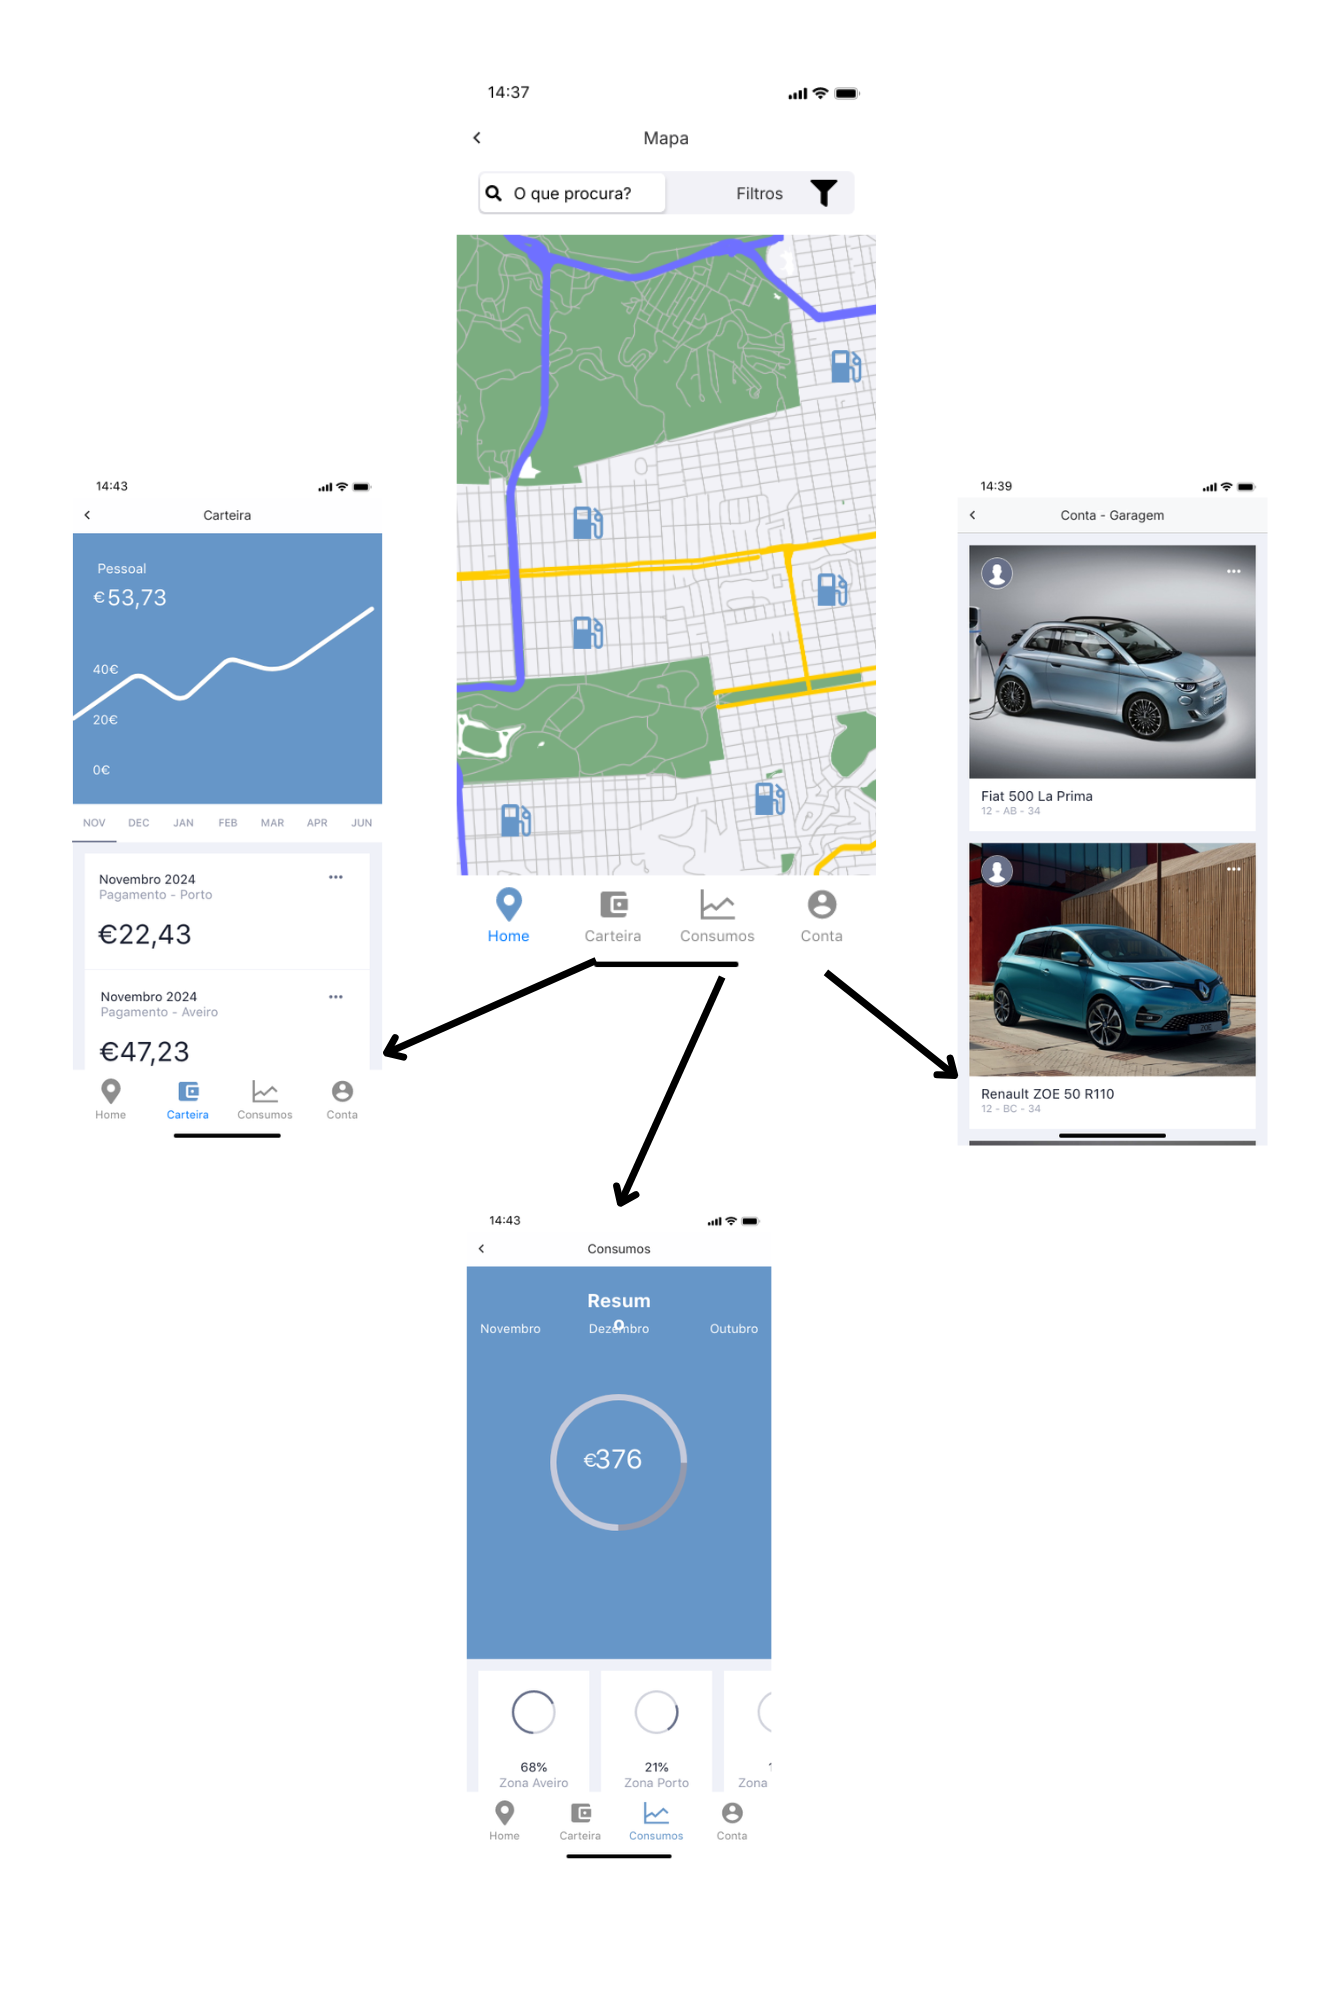 14:37
Mapa
O que procura?
Filtros
Home
Carteira
Consumos
Conta
14:43
Carteira
Pessoal
€53,73
40€
20€
0€
NOV DEC JAN FEB MAR APR JUN
Novembro 2024
Pagamento - Porto
€22,43
Novembro 2024
Pagamento - Aveiro
€47,23
Home
Carteira
Consumos
Conta
14:39
Conta - Garagem
Fiat 500 La Prima
12 - AB - 34
ZOE
Renault ZOE 50 R110
12 - BC - 34
14:43
Consumos
Resum
o
Novembro
Dezembro
Outubro
€376
68%
Zona Aveiro
21%
Zona Porto
Zona
Home
Carteira
Consumos
Conta